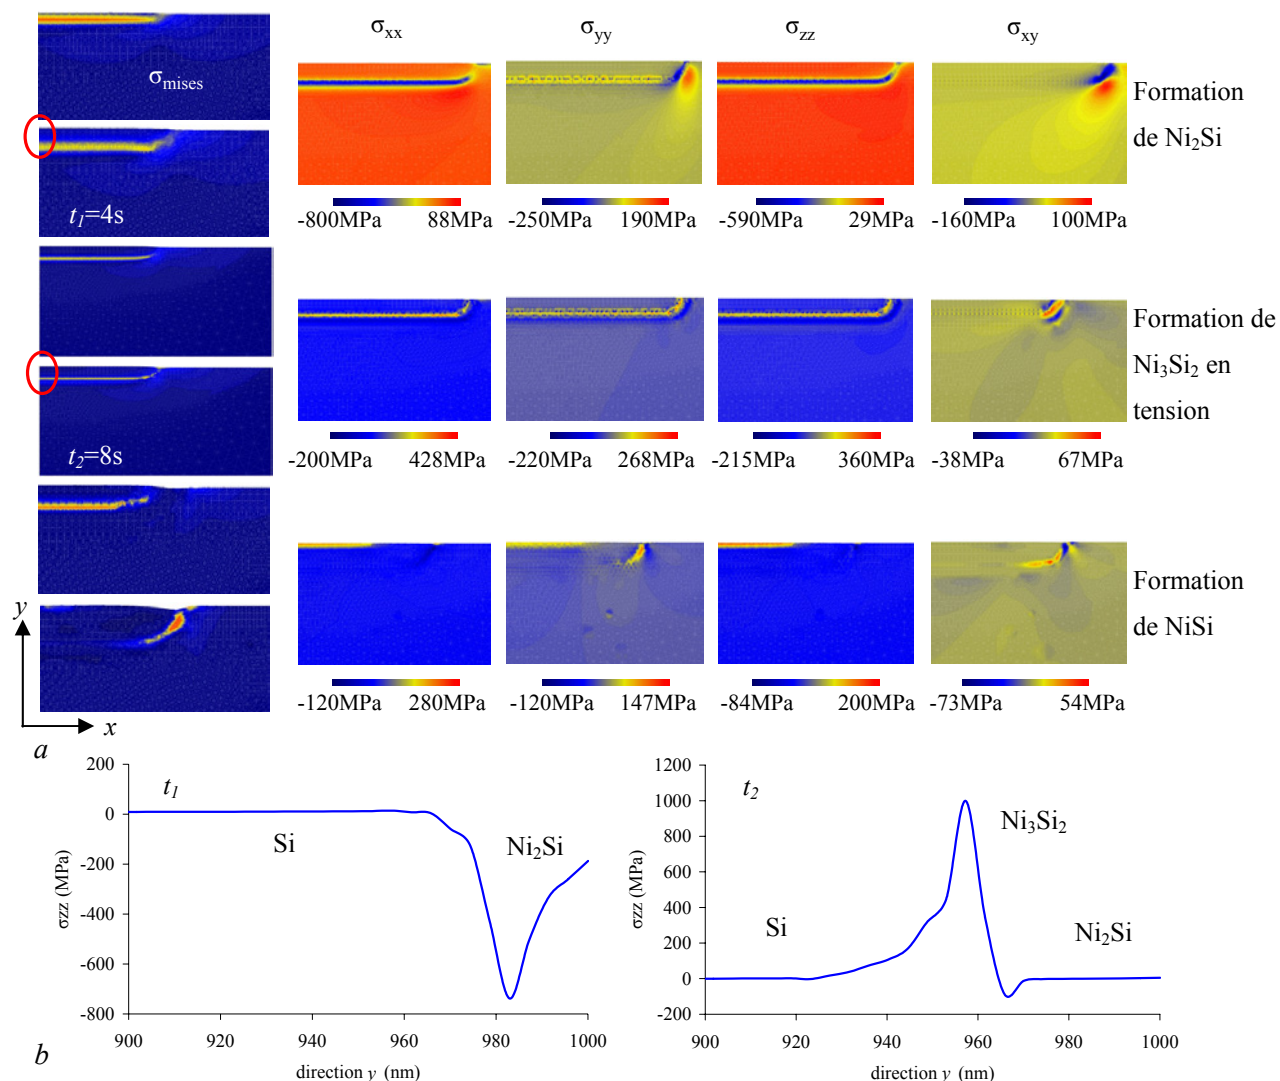 σxx
σyy
σzz
σxy
σmises
t1=4s
t2=8s
-800MPa 88MPa
-250MPa 190MPa
-590MPa 29MPa
-160MPa 100MPa
Formation
de Ni2Si
-200MPa 428MPa
-220MPa 268MPa
-215MPa 360MPa
-38MPa 67MPa
Formation de
Ni3Si2 en
tension
-120MPa 280MPa
-120MPa 147MPa
-84MPa 200MPa
-73MPa 54MPa
Formation
de NiSi
y
x
a
200
0
-200
-400
-600
-800
σzz (MPa)
t1
Si
Ni2Si
900 920 940 960 980 1000
direction y (nm)
1200
1000
800
600
400
200
0
-200
σzz (MPa)
t2
Si
Ni3Si2
Ni2Si
900 920 940 960 980 1000
direction y (nm)
b